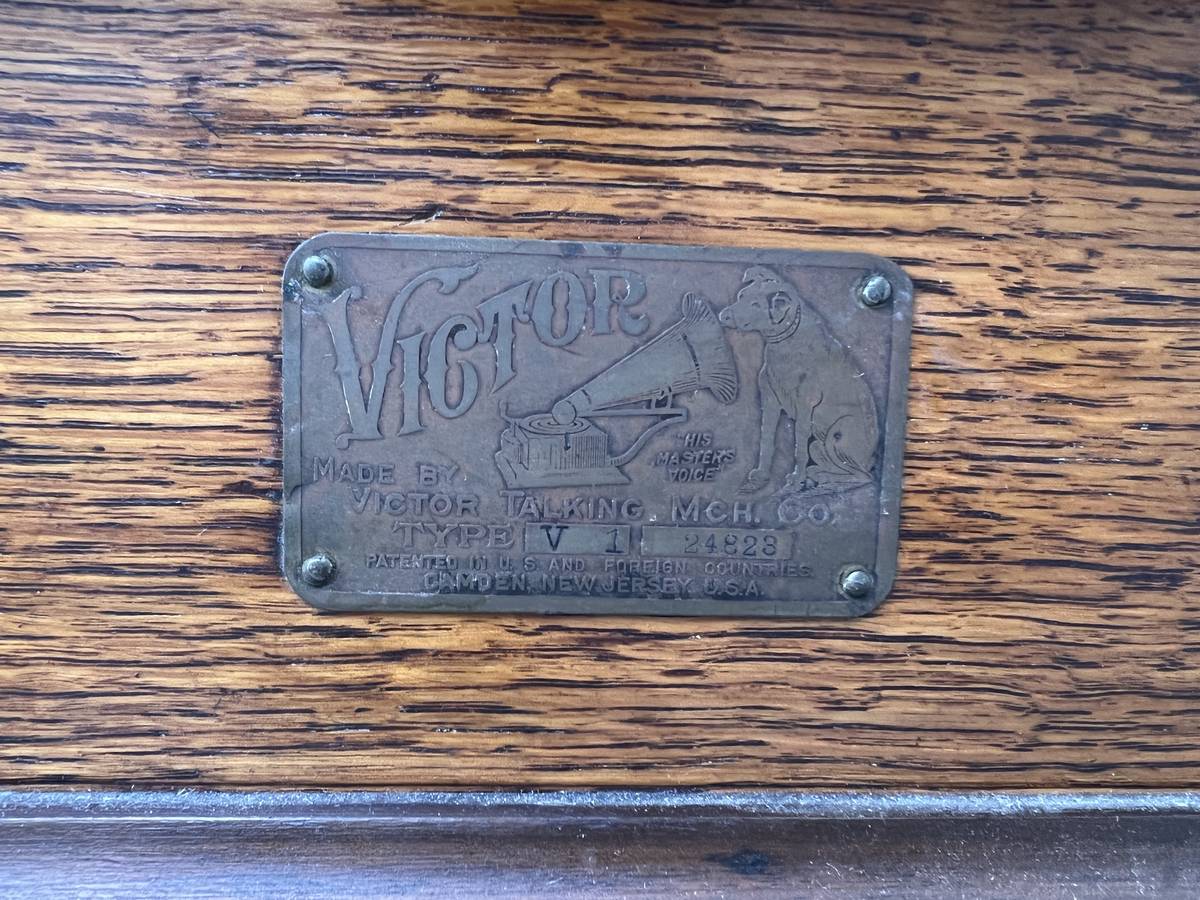 VICTOR
"HIS
MASTER'S
VOICE"
MADE BY
VICTOR TALKING MCH. CO.
TYPE V 1 24823
PATENTED IN U.S. AND FOREIGN COUNTRIES.
CAMDEN, NEW JERSEY. U.S.A.